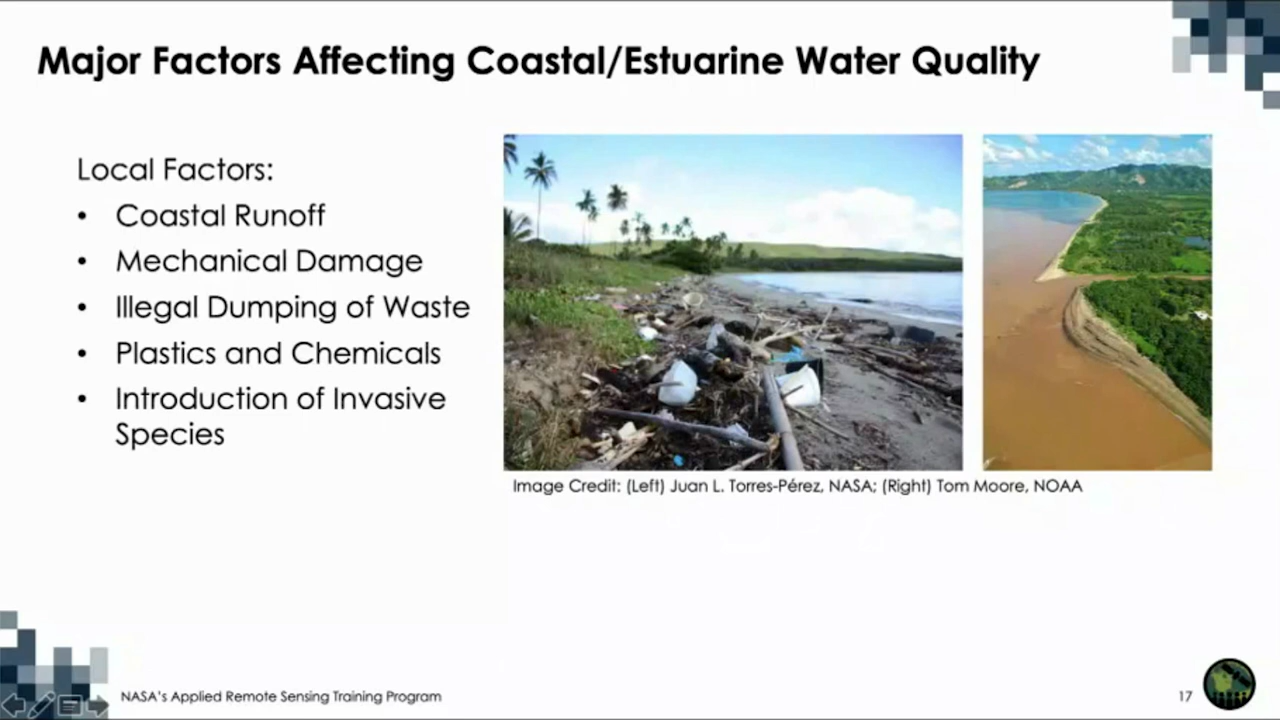 Major Factors Affecting Coastal/Estuarine Water Quality
Local Factors:
• Coastal Runoff
• Mechanical Damage
• Illegal Dumping of Waste
• Plastics and Chemicals
• Introduction of Invasive
Species
Image Credit: (Left) Juan L. Torres-Pérez, NASA; (Right) Tom Moore, NOAA
NASA's Applied Remote Sensing Training Program
17